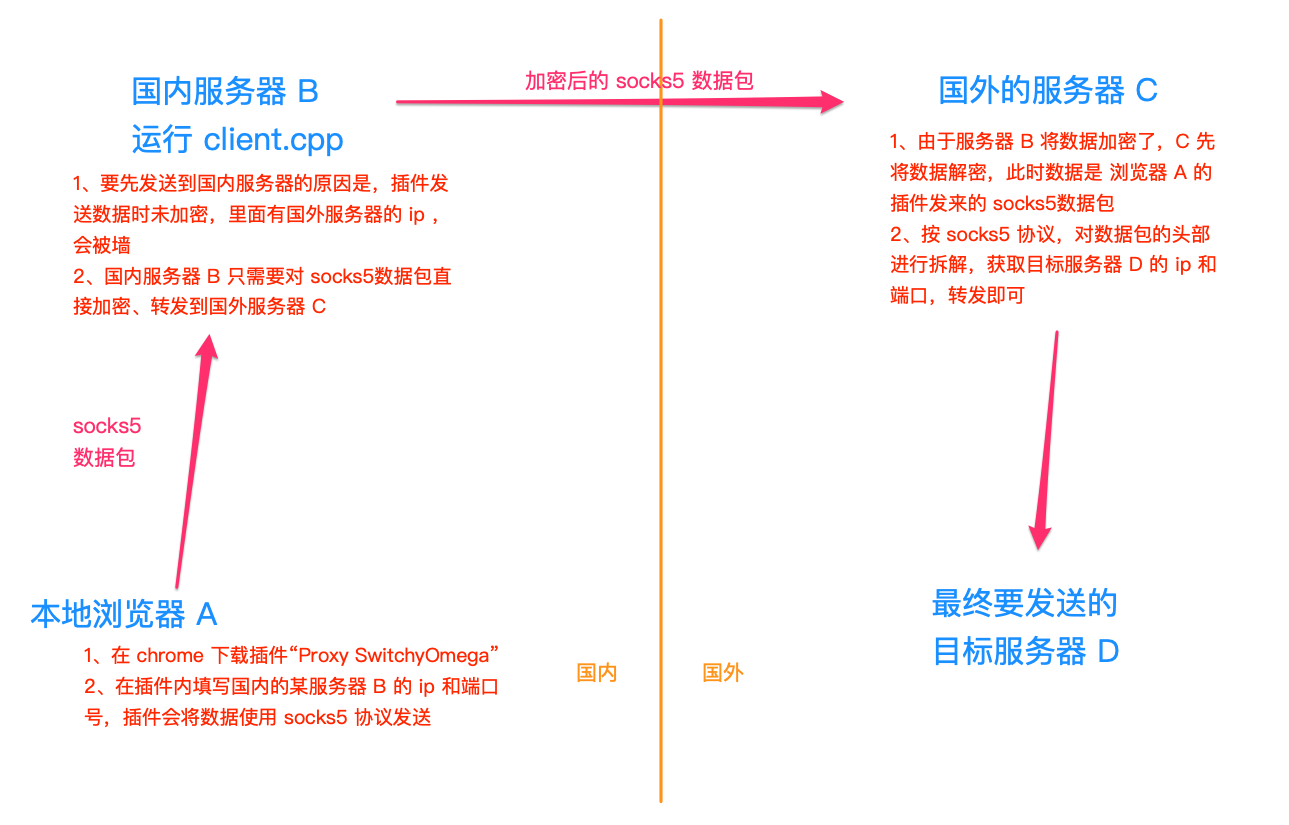 国内服务器 B
运行 client.cpp
1、要先发送到国内服务器的原因是，插件发
送数据时未加密，里面有国外服务器的 ip ，
会被墙
2、国内服务器 B 只需要对 socks5数据包直
接加密、转发到国外服务器 C
加密后的 socks5 数据包
国外的服务器 C
1、由于服务器 B 将数据加密了，C 先
将数据解密，此时数据是 浏览器 A 的
插件发来的 socks5数据包
2、按 socks5 协议，对数据包的头部
进行拆解，获取目标服务器 D 的 ip 和
端口，转发即可
socks5
数据包
本地浏览器 A
1、在 chrome 下载插件“Proxy SwitchyOmega”
2、在插件内填写国内的某服务器 B 的 ip 和端口
号，插件会将数据使用 socks5 协议发送
国内
国外
最终要发送的
目标服务器 D